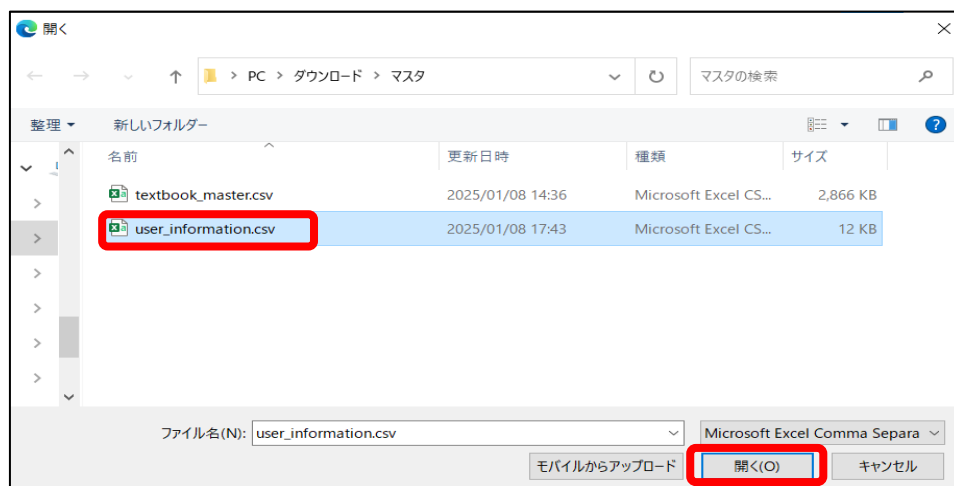 開く
PC > ダウンロード > マスタ
マスタの検索
整理 新しいフォルダー
名前 更新日時 種類 サイズ
textbook_master.csv 2025/01/08 14:36 Microsoft Excel CS... 2,866 KB
user_information.csv 2025/01/08 17:43 Microsoft Excel CS... 12 KB
ファイル名(N): user_information.csv Microsoft Excel Comma Separa
モバイルからアップロード 開く(O) キャンセル